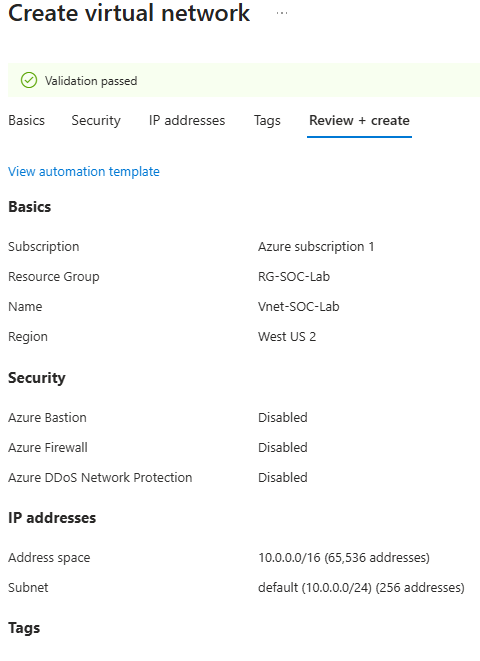 Create virtual network ...
Validation passed
Basics Security IP addresses Tags Review + create
View automation template
Basics
Subscription Azure subscription 1
Resource Group RG-SOC-Lab
Name Vnet-SOC-Lab
Region West US 2
Security
Azure Bastion Disabled
Azure Firewall Disabled
Azure DDoS Network Protection Disabled
IP addresses
Address space 10.0.0.0/16 (65,536 addresses)
Subnet default (10.0.0.0/24) (256 addresses)
Tags